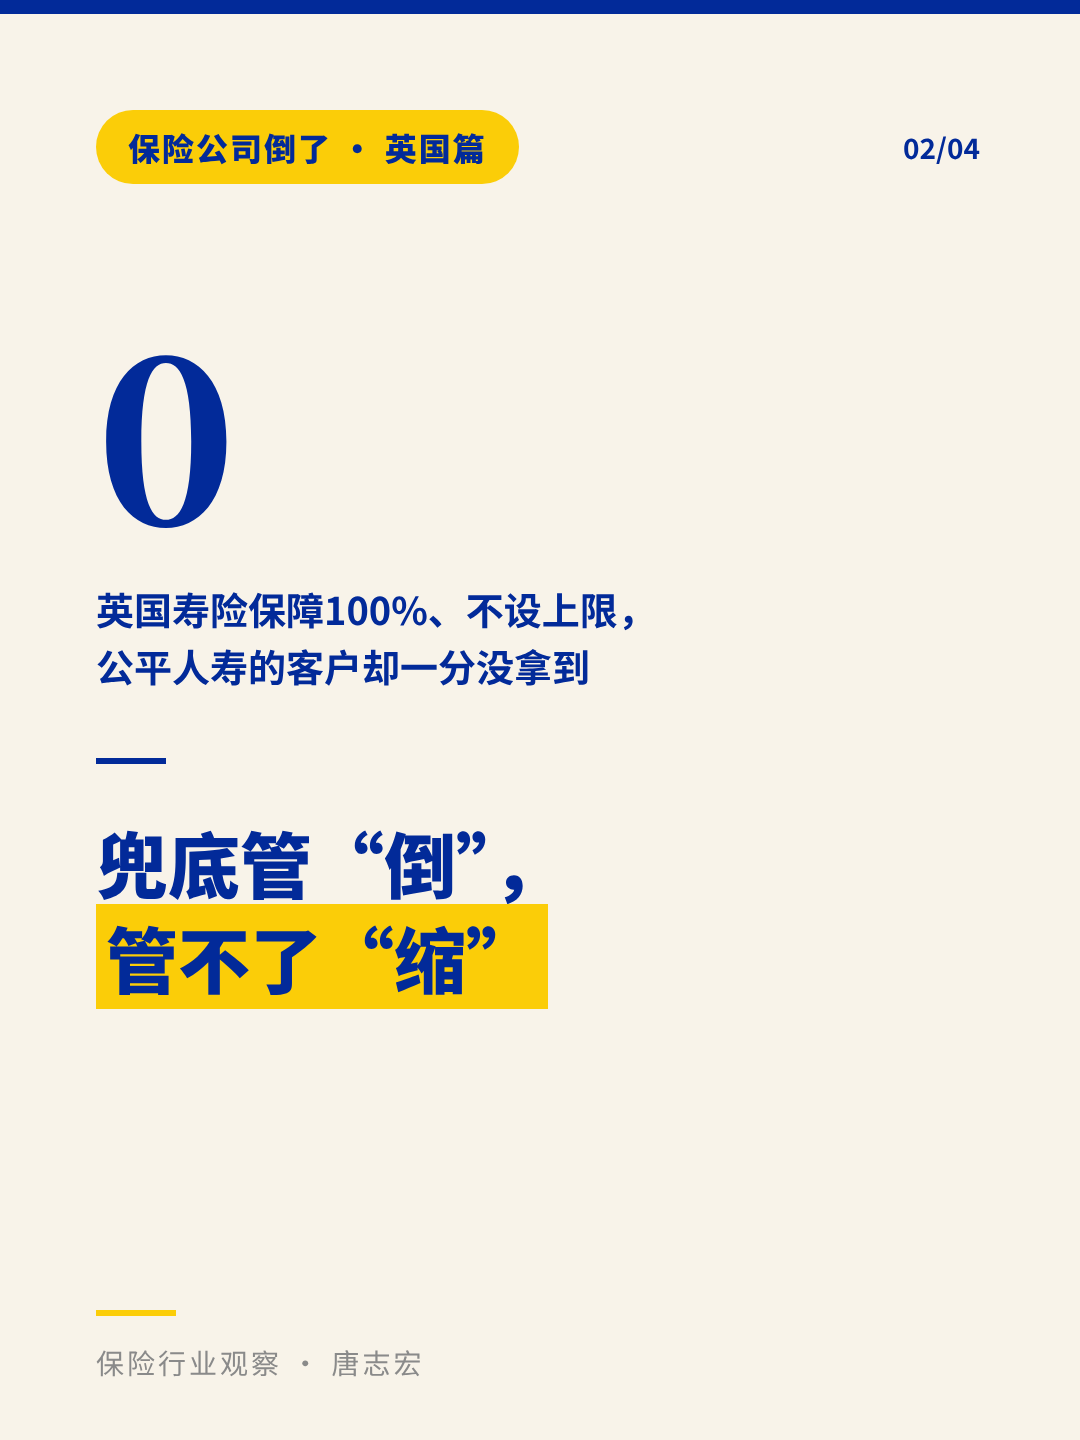 保险公司倒了 · 英国篇
02/04
0
英国寿险保障100%、不设上限，
公平人寿的客户却一分没拿到
兜底管“倒”，
管不了“缩”
保险行业观察 · 唐志宏